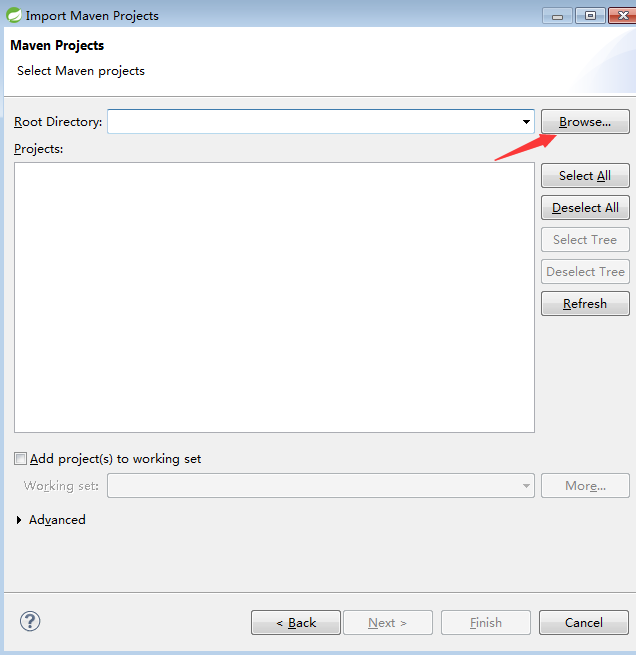 Import Maven Projects
Maven Projects
Select Maven projects
Root Directory:
Browse...
Projects:
Select All
Deselect All
Select Tree
Deselect Tree
Refresh
Add project(s) to working set
Working set:
More...
Advanced
?
< Back
Next >
Finish
Cancel